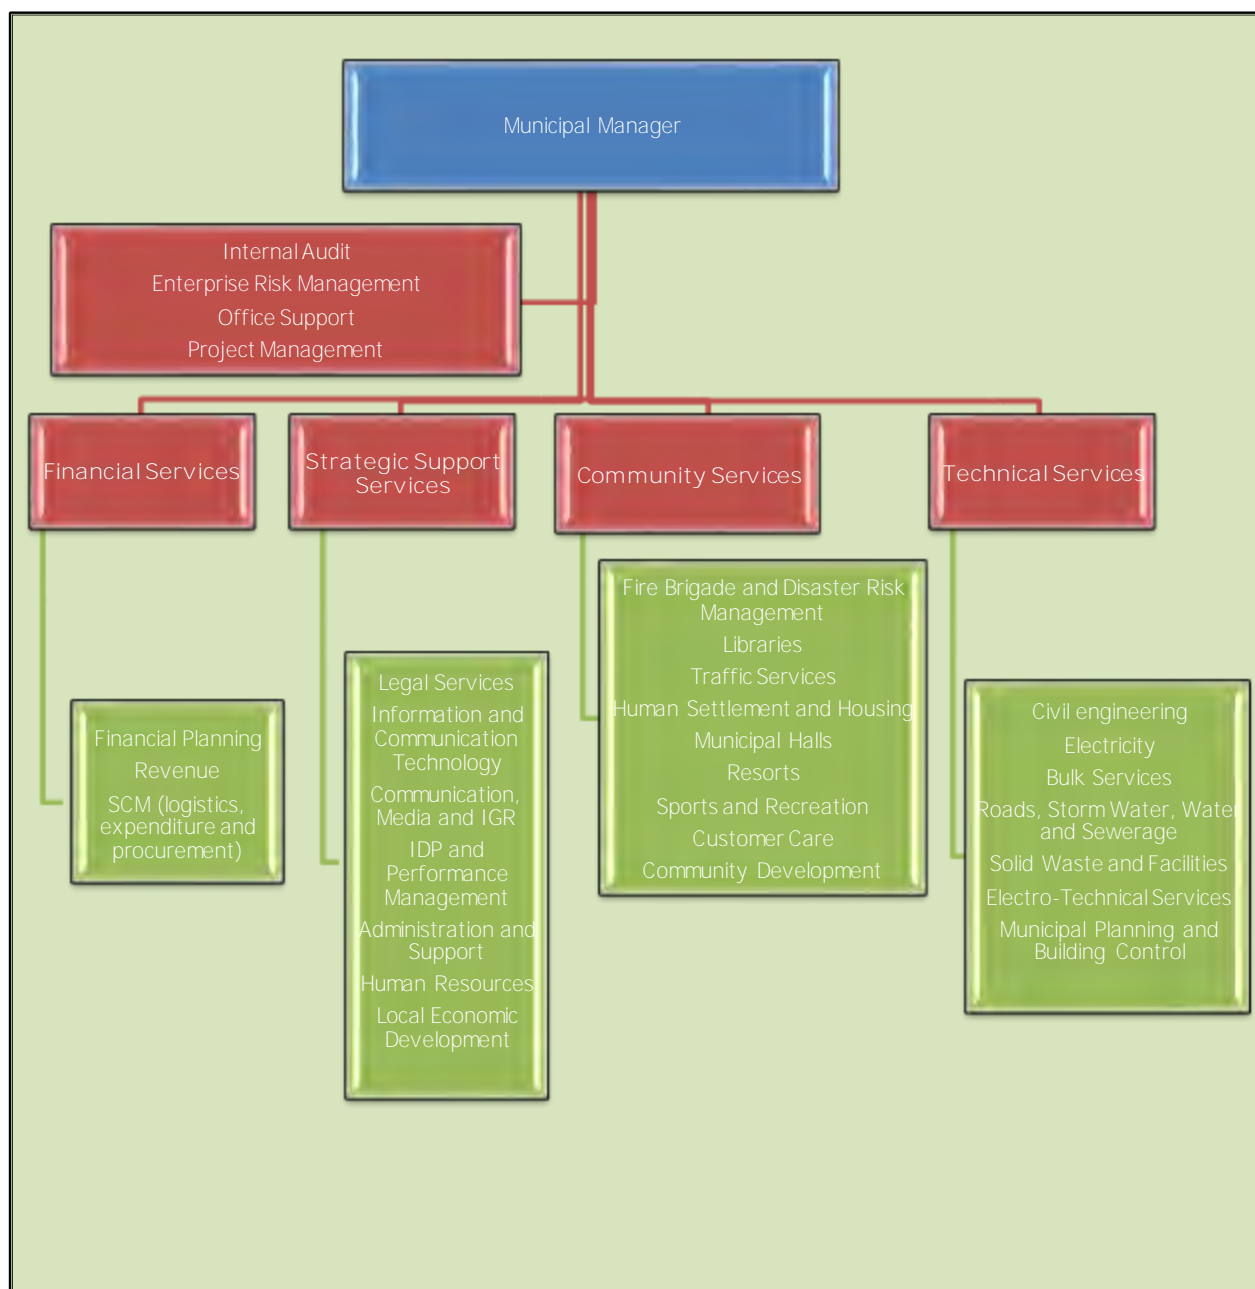 Municipal Manager
Internal Audit
Enterprise Risk Management
Office Support
Project Management
Financial Services
Strategic Support
Services
Community Services
Technical Services
Financial Planning
Revenue
SCM (logistics,
expenditure and
procurement)
Legal Services
Information and
Communication
Technology
Communication,
Media and IGR
IDP and
Performance
Management
Administration and
Support
Human Resources
Local Economic
Development
Fire Brigade and Disaster Risk
Management
Libraries
Traffic Services
Human Settlement and Housing
Municipal Halls
Resorts
Sports and Recreation
Customer Care
Community Development
Civil engineering
Electricity
Bulk Services
Roads, Storm Water, Water
and Sewerage
Solid Waste and Facilities
Electro-Technical Services
Municipal Planning and
Building Control